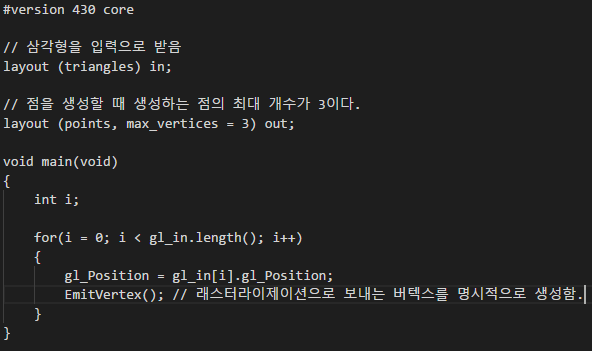 #version 430 core
// 삼각형을 입력으로 받음
layout (triangles) in;
// 점을 생성할 때 생성하는 점의 최대 개수가 3이다.
layout (points, max_vertices = 3) out;
void main(void)
{
int i;
for(i = 0; i < gl_in.length(); i++)
{
gl_Position = gl_in[i].gl_Position;
EmitVertex(); // 래스터라이제이션으로 보내는 버텍스를 명시적으로 생성함.
}
}